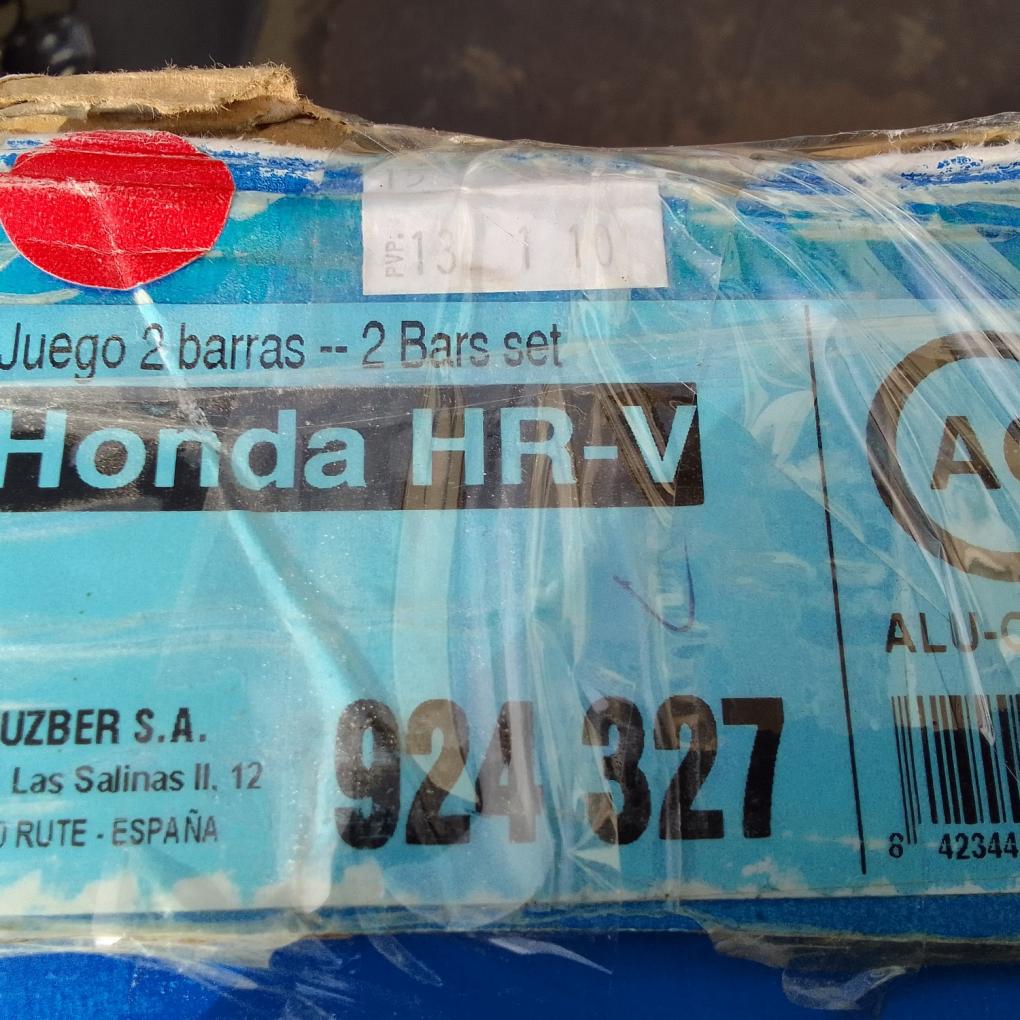 PVP: 13 1 10
Juego 2 barras -- 2 Bars set
Honda HR-V
ALU-
UZBER S.A.
Las Salinas II. 12
RUTE - ESPAÑA
924 327
8 42344